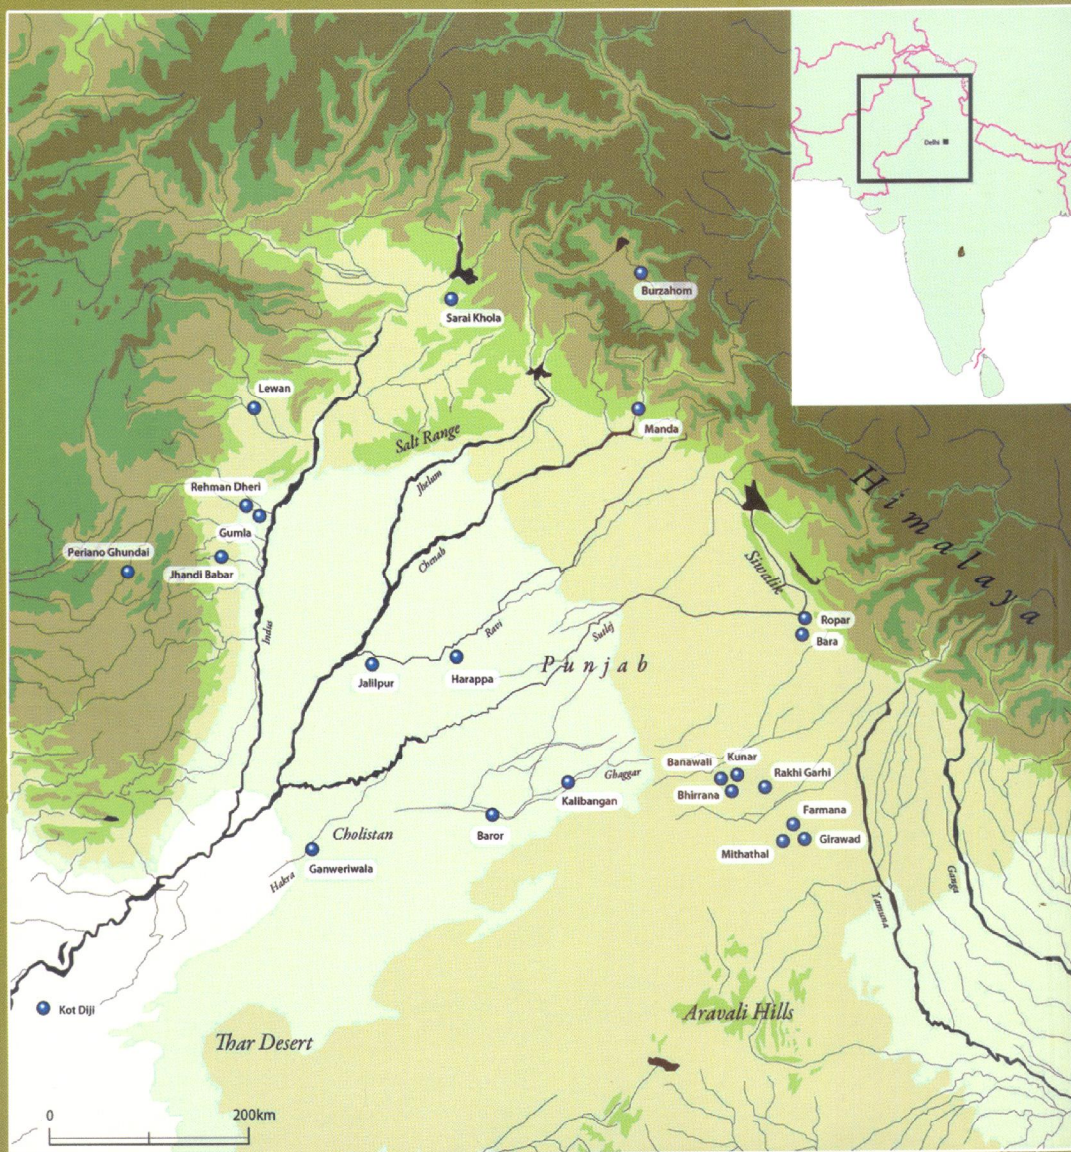 Delhi
Burzahom
Sarai Khola
Lewan
Manda
Salt Range
Jhelum
Himalaya
Rehman Dheri
Gumla
Chenab
Periano Ghundai
Jhandi Babar
Siwalik
Indus
Ravi
Sutlej
Ropar
Bara
Punjab
Jalilpur
Harappa
Banawali
Kunar
Ghaggar
Rakhi Garhi
Bhirrana
Kalibangan
Farmana
Cholistan
Baror
Girawad
Mithathal
Ganweriwala
Hakra
Ganga
Yamuna
Kot Diji
Aravali Hills
Thar Desert
0
200km